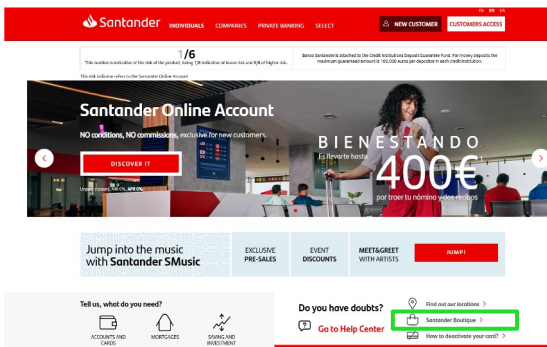 ES EN CA
Santander
INDIVIDUALS COMPANIES PRIVATE BANKING SELECT
NEW CUSTOMER
CUSTOMERS ACCESS
1/6
This number is indicative of the risk of the product, being 1/6 indicative of lower risk and 6/6 of higher risk.
Banco Santander is attached to the Credit Institutions Deposit Guarantee Fund. For money deposits the
maximum guaranteed amount is 100,000 euros per depositor in each credit institution.
This risk indicator refers to the Santander Online Account
Santander Online Account
NO conditions, NO commissions, exclusive for new customers.
DISCOVER IT
APR 0%.
BIENESTANDO
Es llevarte hasta
400€
por traer tu nómina y dos recibos
Jump into the music
with Santander SMusic
EXCLUSIVE
PRE-SALES
EVENT
DISCOUNTS
MEET&GREET
WITH ARTISTS
JUMP!
Tell us, what do you need?
ACCOUNTS AND
CARDS
MORTGAGES
SAVING AND
INVESTMENT
Do you have doubts?
Go to Help Center
Find out our locations >
Santander Boutique >
How to deactivate your card? >